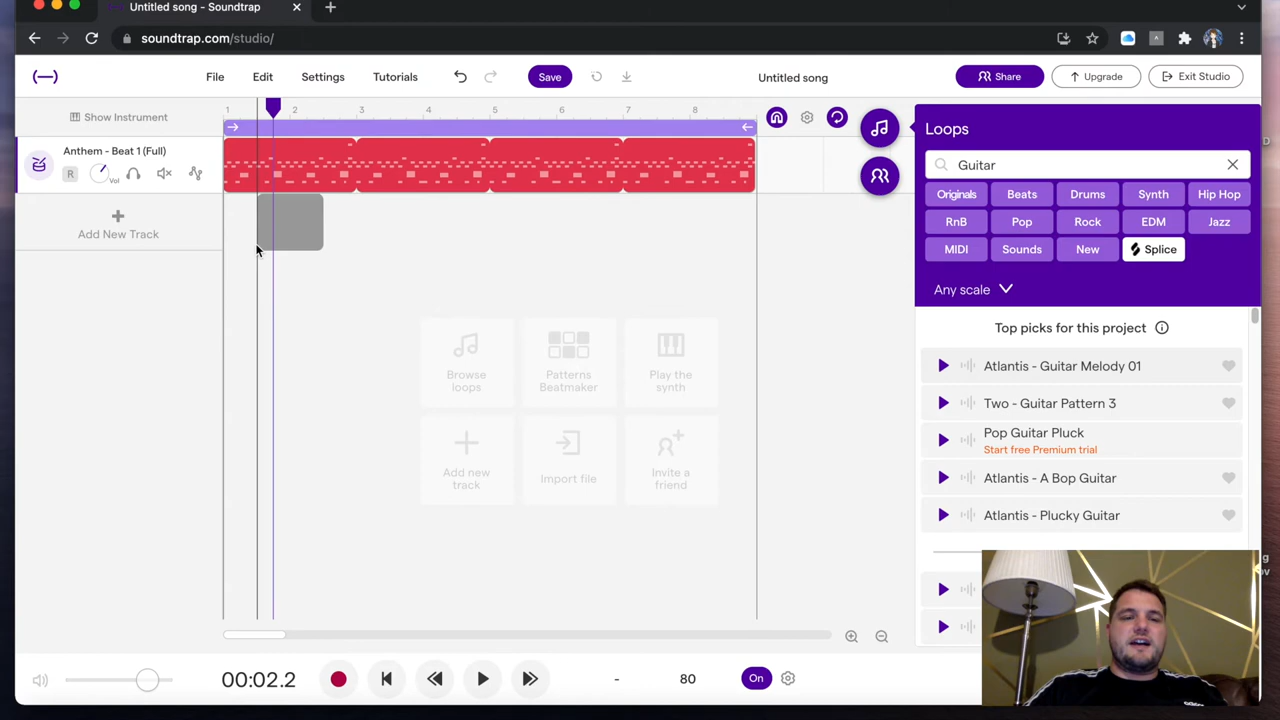 Untitled song - Soundtrap
soundtrap.com/studio/
File
Edit
Settings
Tutorials
Save
Untitled song
Share
Upgrade
Exit Studio
Show Instrument
1
2
3
4
5
6
7
8
Anthem - Beat 1 (Full)
R
Vol
Add New Track
Browse
loops
Patterns
Beatmaker
Play the
synth
Add new
track
Import file
Invite a
friend
Loops
Guitar
Originals
Beats
Drums
Synth
Hip Hop
RnB
Pop
Rock
EDM
Jazz
MIDI
Sounds
New
Splice
Any scale
Top picks for this project
Atlantis - Guitar Melody 01
Two - Guitar Pattern 3
Pop Guitar Pluck
Start free Premium trial
Atlantis - A Bop Guitar
Atlantis - Plucky Guitar
00:02.2
-
80
On